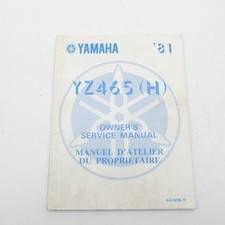 YAMAHA '81
YZ465 (H)
OWNER'S
SERVICE MANUAL
MANUEL D'ATELIER
DU PROPRIETAIRE